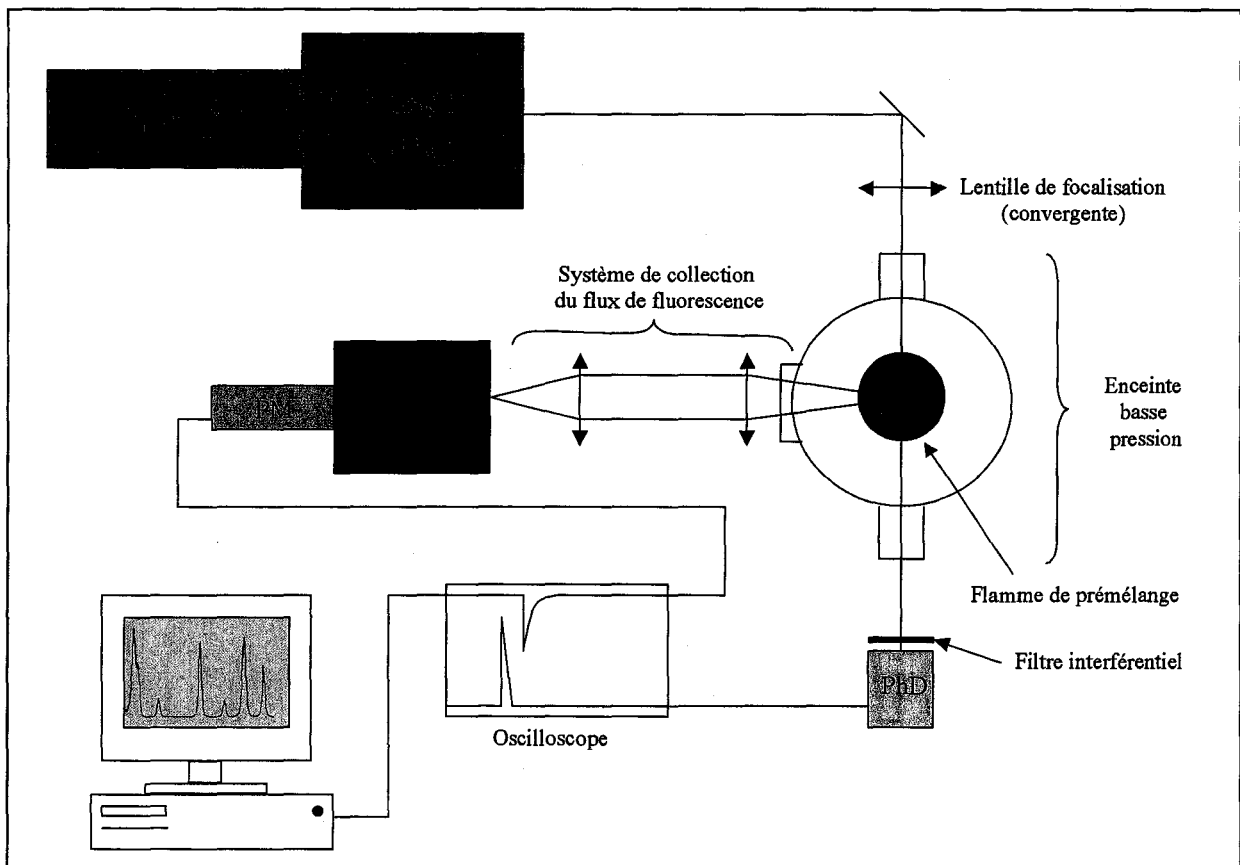 Lentille de focalisation
(convergente)
Système de collection
du flux de fluorescence
Enceinte
basse
pression
PM
Flamme de prémélange
Filtre interférentiel
PhD
Oscilloscope